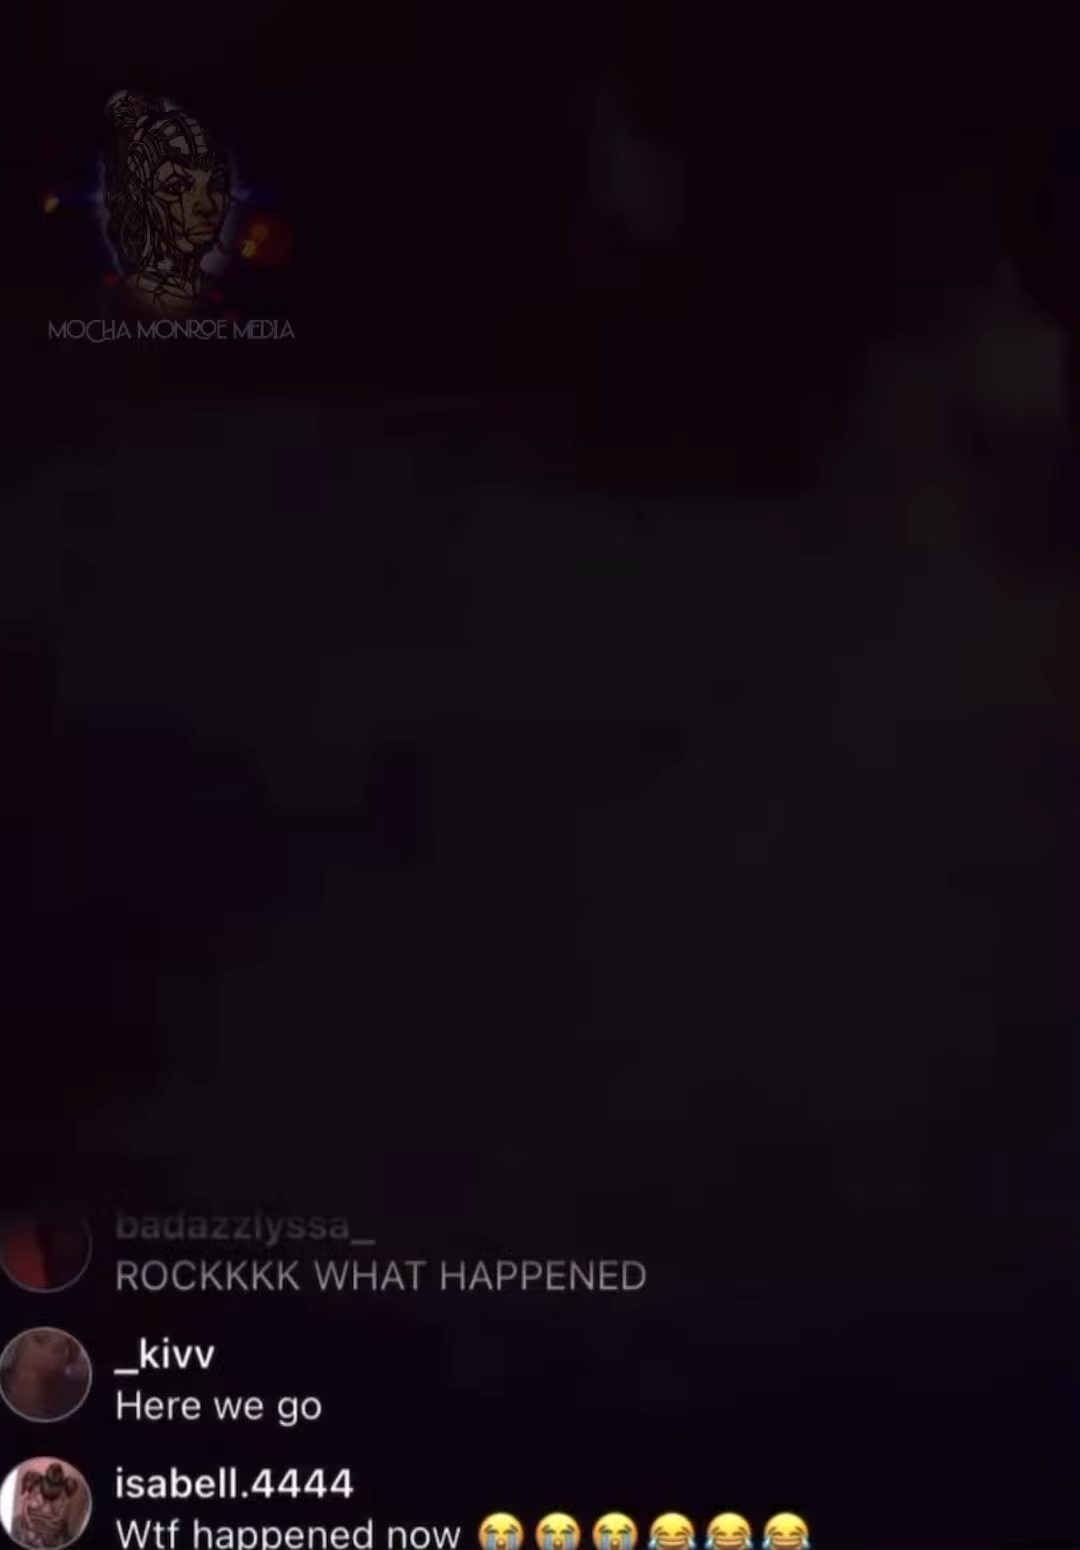 MOCHA MONROE MEDIA
badazzlyssa_
ROCKKKK WHAT HAPPENED
_kivv
Here we go
isabell.4444
Wtf happened now 😭😭😭😂😂😂